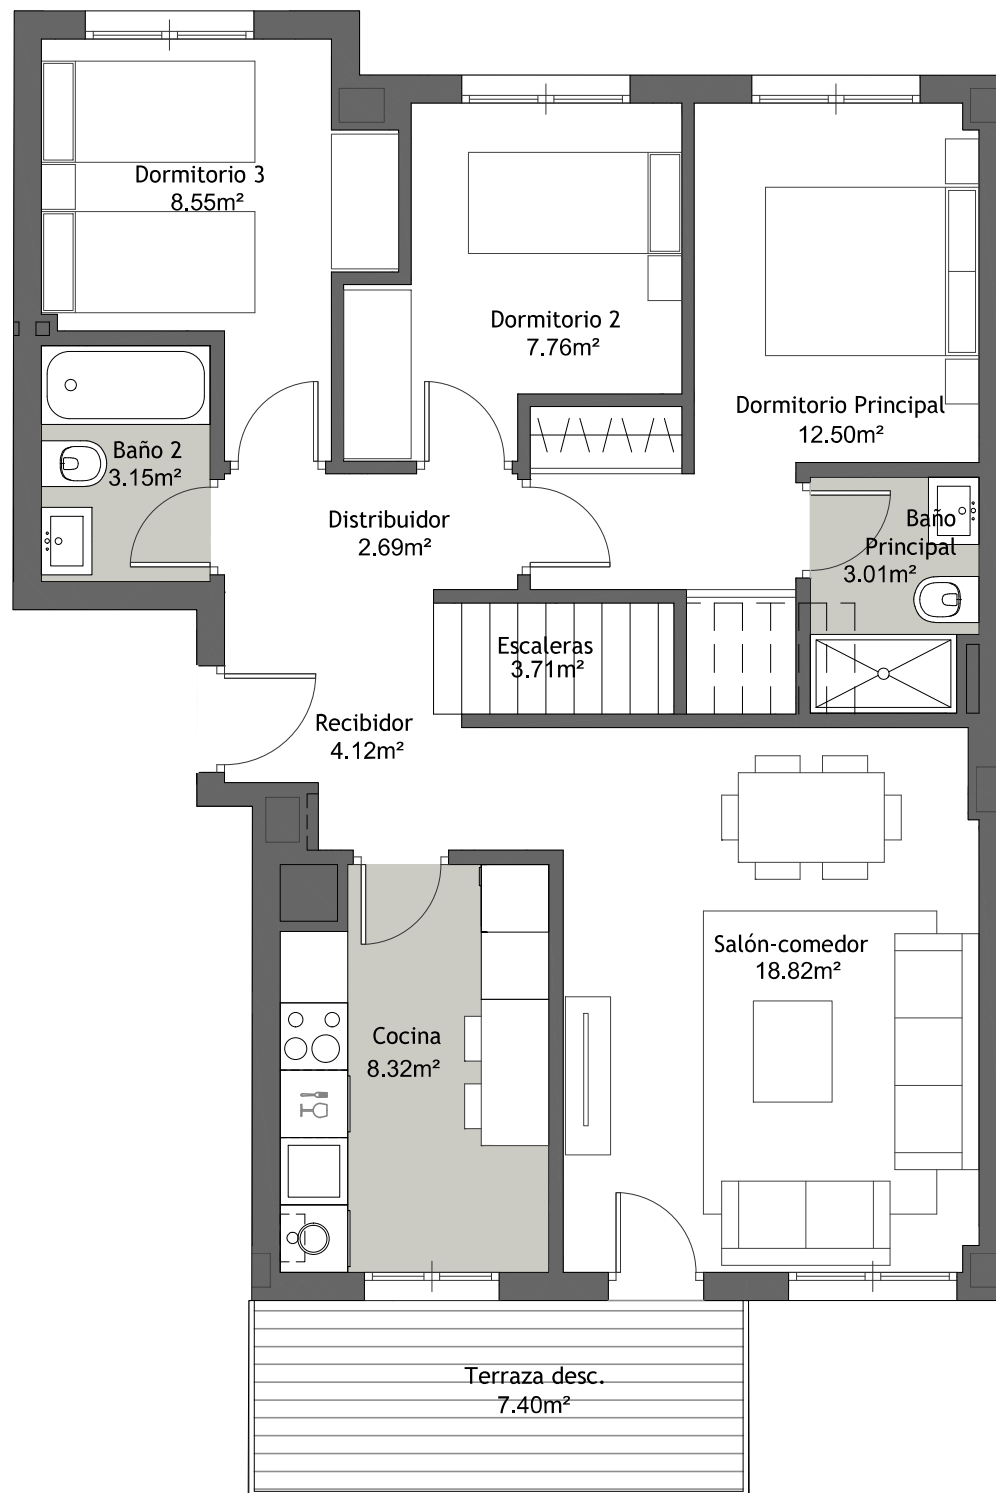 Dormitorio 3
8.55m²
Dormitorio 2
7.76m²
Dormitorio Principal
12.50m²
Baño 2
3.15m²
Distribuidor
2.69m²
Baño
Principal
3.01m²
Escaleras
3.71m²
Recibidor
4.12m²
Salón-comedor
18.82m²
Cocina
8.32m²
Terraza desc.
7.40m²